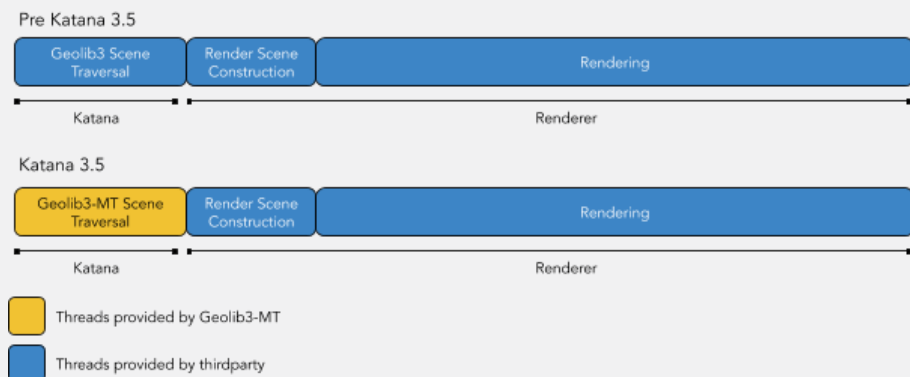 Pre Katana 3.5
Geolib3 Scene
Traversal
Render Scene
Construction
Rendering
Katana
Renderer
Katana 3.5
Geolib3-MT Scene
Traversal
Render Scene
Construction
Rendering
Katana
Renderer
Threads provided by Geolib3-MT
Threads provided by thirdparty